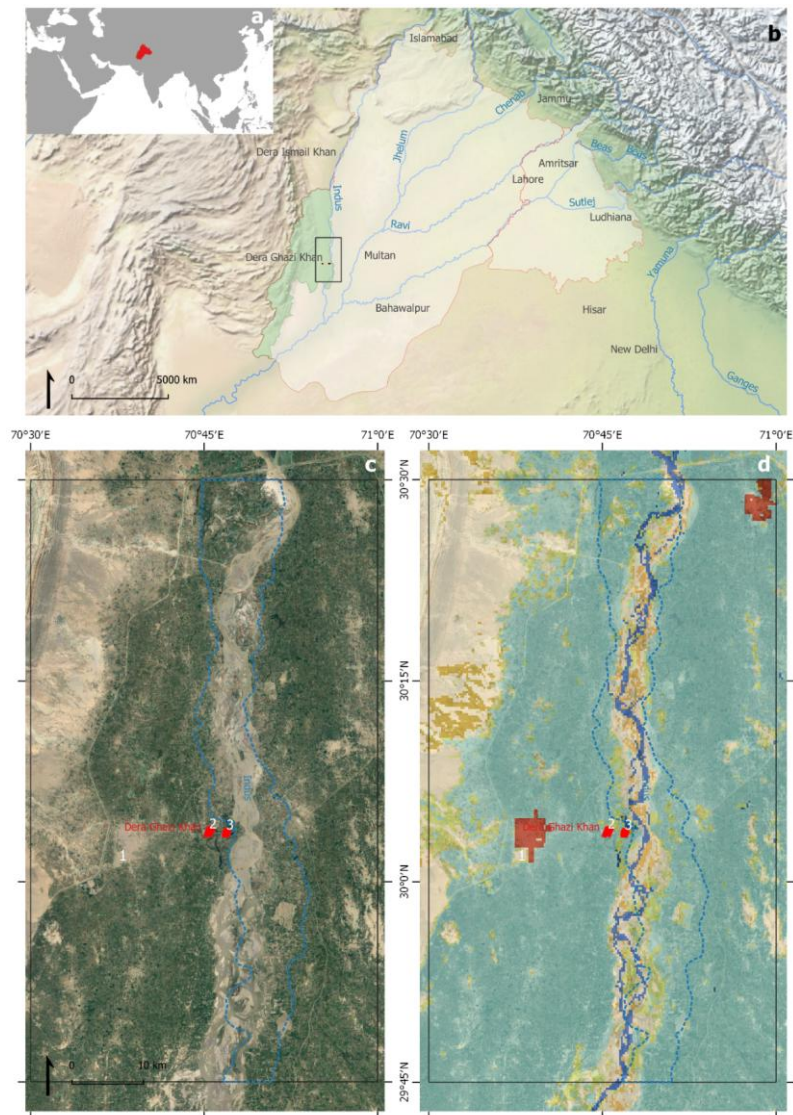 a
b
Islamabad
Chenab
Jammu
Jhelum
Dera Ismail Khan
Beas
Beas
Amritsar
Indus
Lahore
Sutlej
Ravi
Ludhiana
Dera Ghazi Khan
Multan
Yamuna
Bahawalpur
Hisar
New Delhi
Ganges
0 5000 km
70°30'E 70°45'E 71°0'E
c
Indus
Dera Ghazi Khan
2 3
1
0 10 km
70°30'E 70°45'E 71°0'E
d
30°30'N
30°15'N
30°0'N
29°45'N
Dera Ghazi Khan
2 3
1